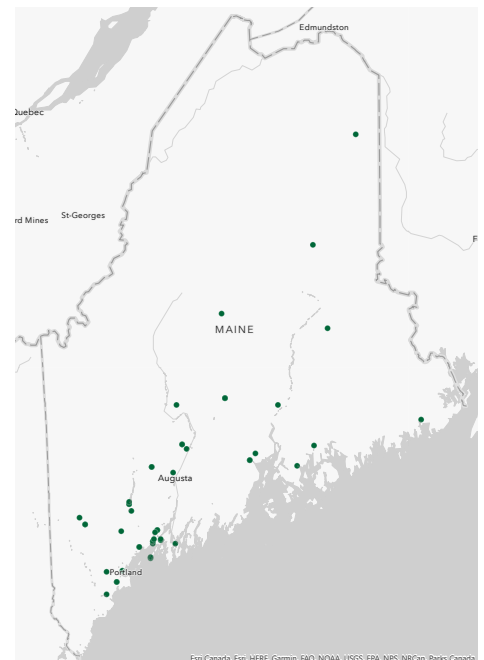 Edmundston
Quebec
St-Georges
rd Mines
F
MAINE
Augusta
Portland
Esri Canada, Esri, HERE, Garmin, FAO, NOAA, USGS, EPA, NPS, NRCan, Parks Canada